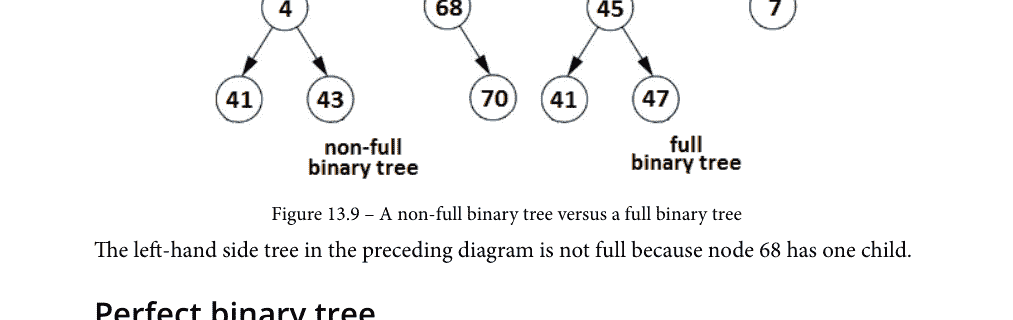 4 68 45 7
41 43 70 41 47
non-full full
binary tree binary tree
Figure 13.9 – A non-full binary tree versus a full binary tree
The left-hand side tree in the preceding diagram is not full because node 68 has one child.
Perfect binary tree